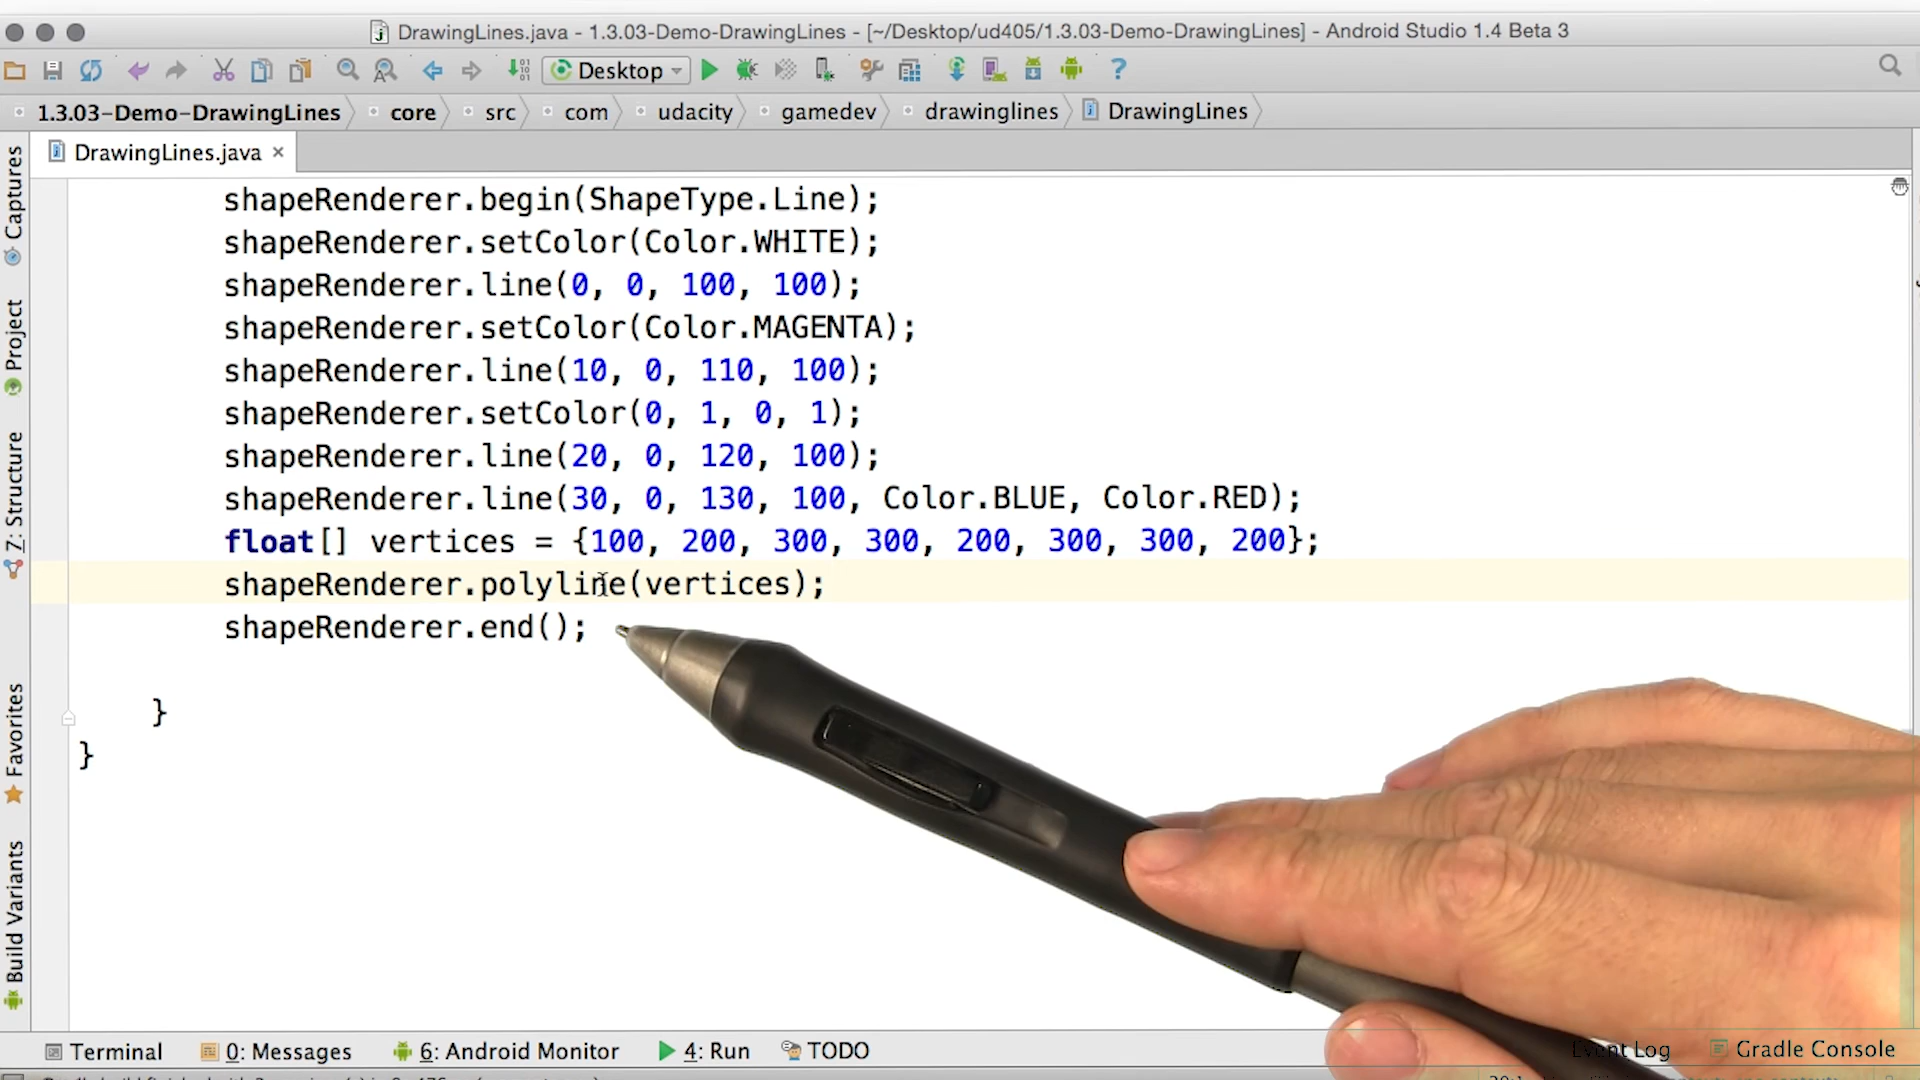 DrawingLines.java - 1.3.03-Demo-DrawingLines - [~/Desktop/ud405/1.3.03-Demo-DrawingLines] - Android Studio 1.4 Beta 3
Desktop
1.3.03-Demo-DrawingLines core src com udacity gamedev drawinglines DrawingLines
DrawingLines.java
Captures
Project
Z: Structure
Favorites
Build Variants
shapeRenderer.begin(ShapeType.Line);
shapeRenderer.setColor(Color.WHITE);
shapeRenderer.line(0, 0, 100, 100);
shapeRenderer.setColor(Color.MAGENTA);
shapeRenderer.line(10, 0, 110, 100);
shapeRenderer.setColor(0, 1, 0, 1);
shapeRenderer.line(20, 0, 120, 100);
shapeRenderer.line(30, 0, 130, 100, Color.BLUE, Color.RED);
float[] vertices = {100, 200, 300, 300, 200, 300, 300, 200};
shapeRenderer.polyline(vertices);
shapeRenderer.end();
}
}
Terminal 0: Messages 6: Android Monitor 4: Run TODO Event Log Gradle Console